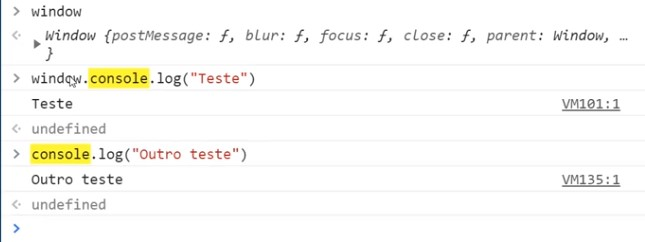 > window
<· ▶ Window {postMessage: ƒ, blur: ƒ, focus: ƒ, close: ƒ, parent: Window, …
}
> window.console.log("Teste")
Teste VM101:1
<· undefined
> console.log("Outro teste")
Outro teste VM135:1
<· undefined
>